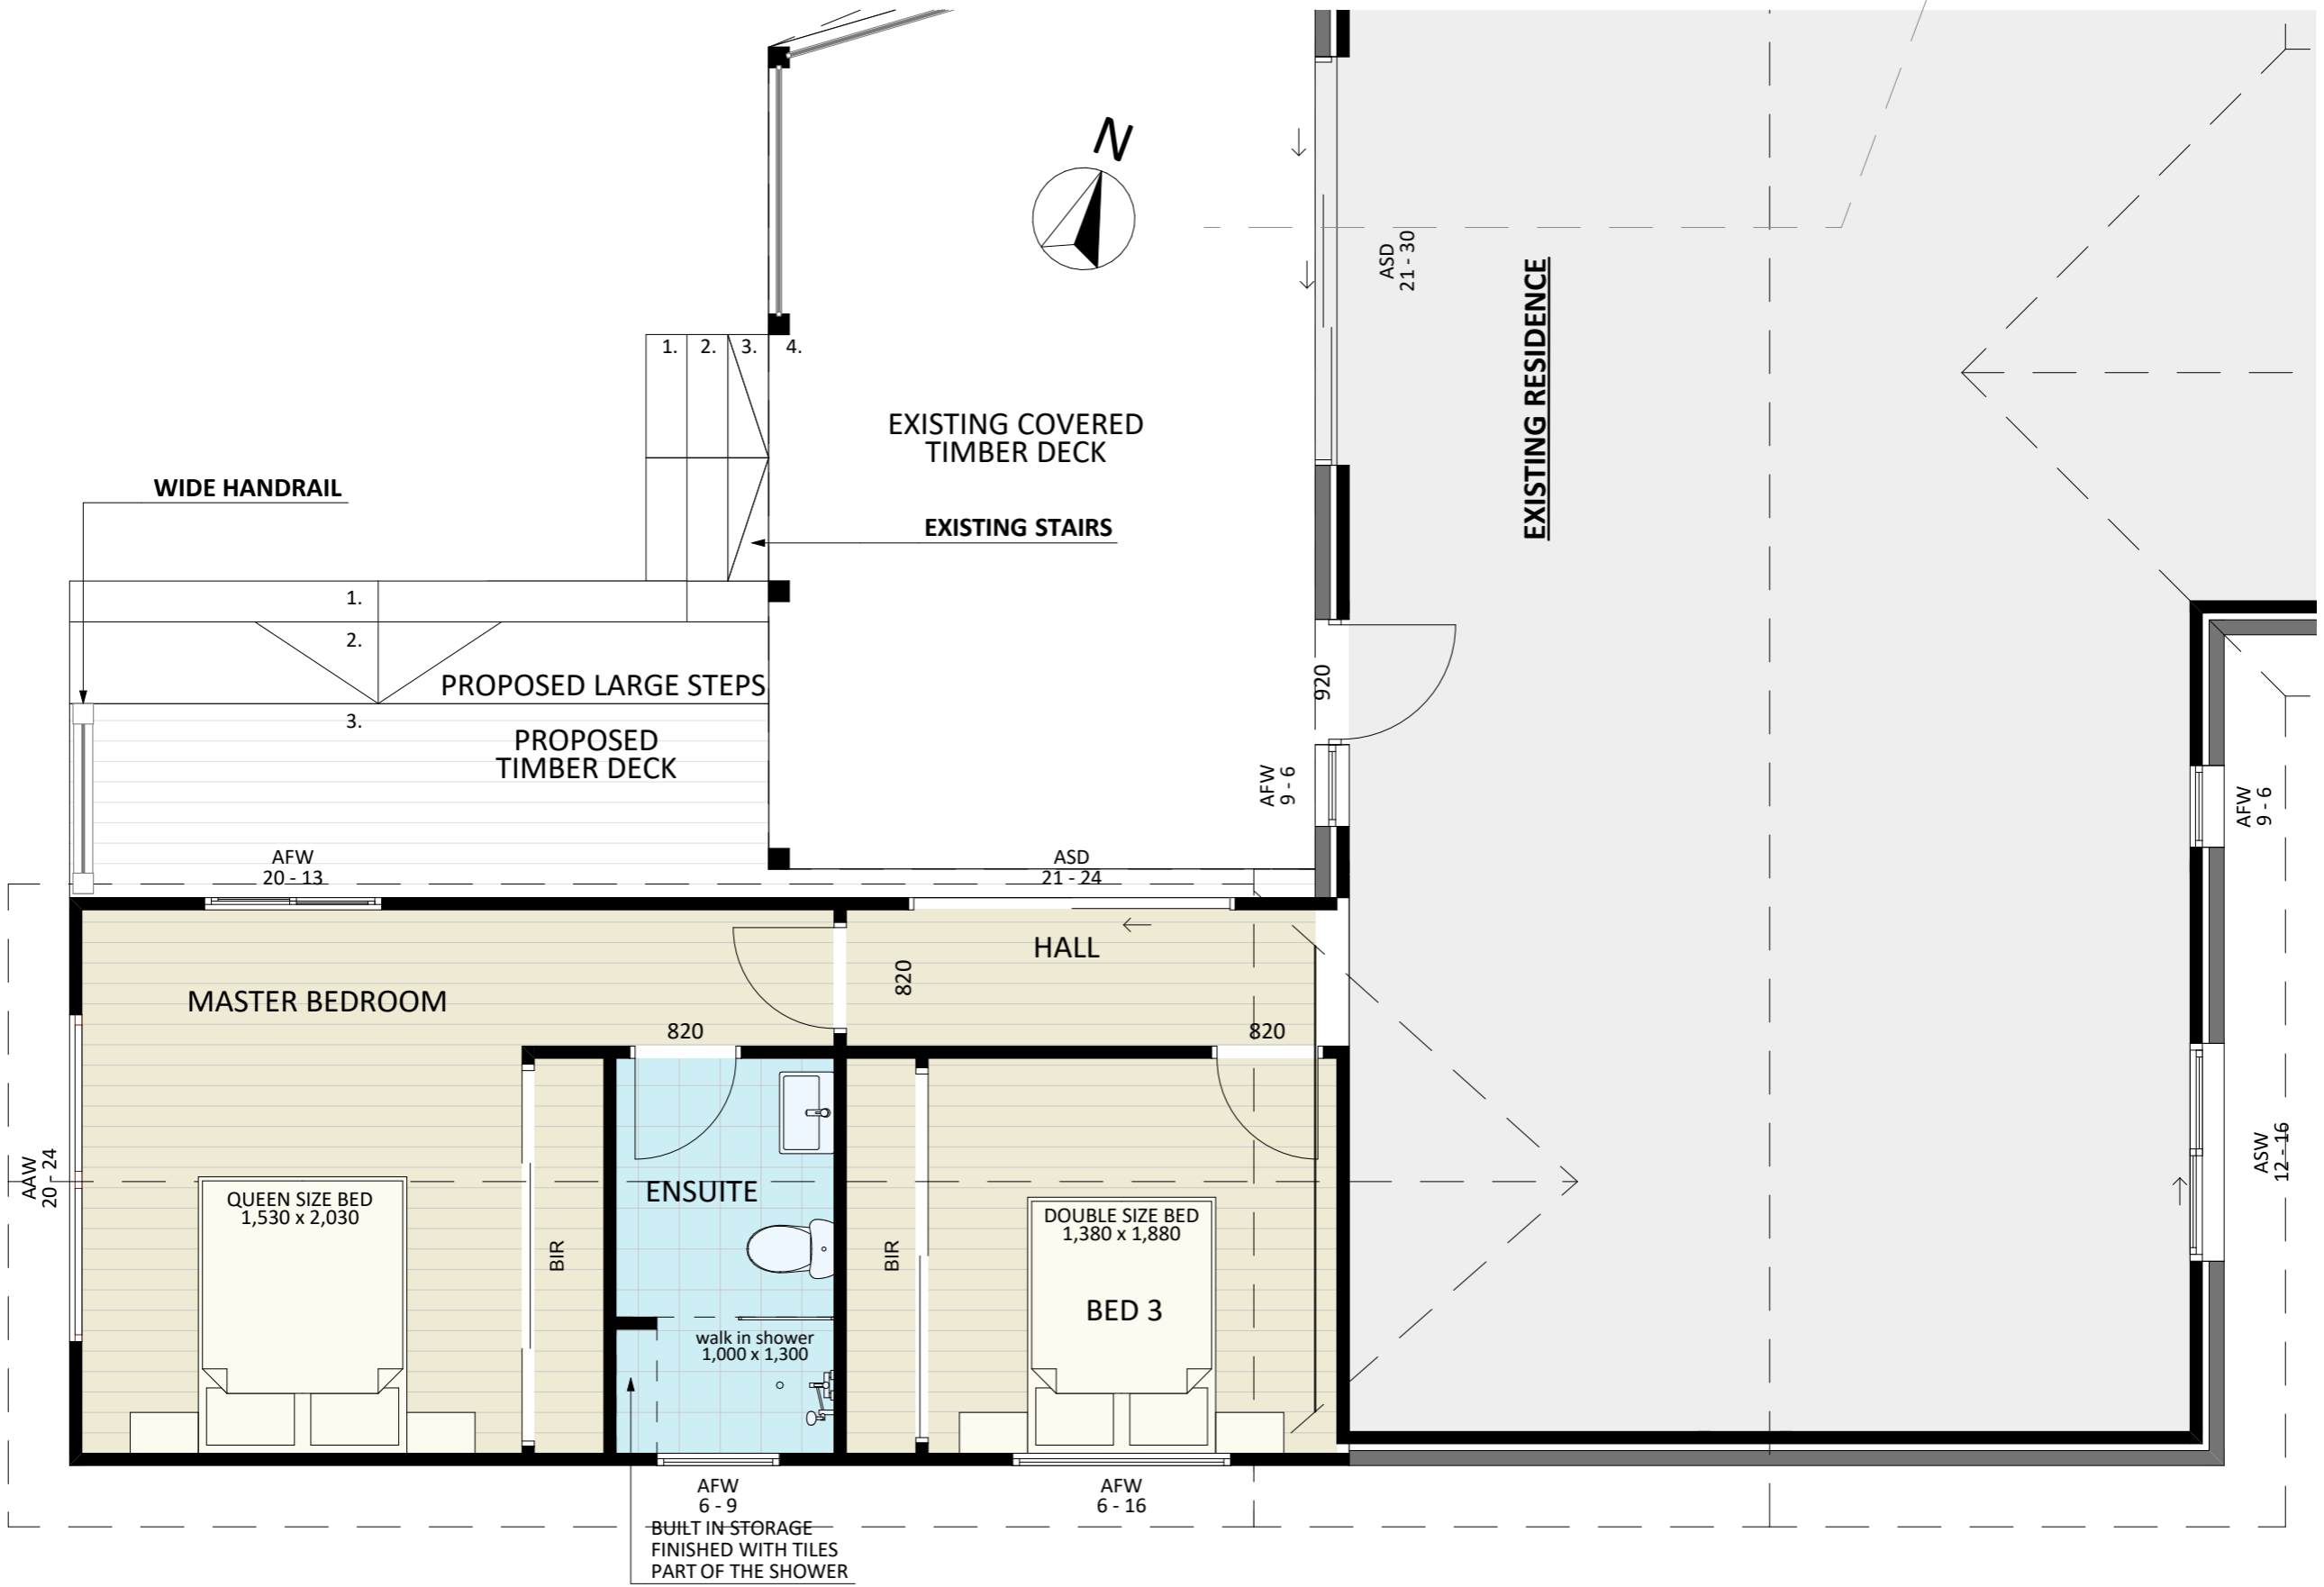 N
ASD
21 - 30
EXISTING RESIDENCE
1.
2.
3.
4.
EXISTING COVERED
TIMBER DECK
WIDE HANDRAIL
EXISTING STAIRS
1.
2.
PROPOSED LARGE STEPS
3.
PROPOSED
TIMBER DECK
920
AFW
9 - 6
AFW
9 - 6
AFW
20 - 13
ASD
21 - 24
HALL
MASTER BEDROOM
820
820
820
AAW
20 - 24
ASW
12 - 16
QUEEN SIZE BED
1,530 x 2,030
BIR
ENSUITE
BIR
DOUBLE SIZE BED
1,380 x 1,880
BED 3
walk in shower
1,000 x 1,300
AFW
6 - 9
AFW
6 - 16
BUILT IN STORAGE
FINISHED WITH TILES
PART OF THE SHOWER